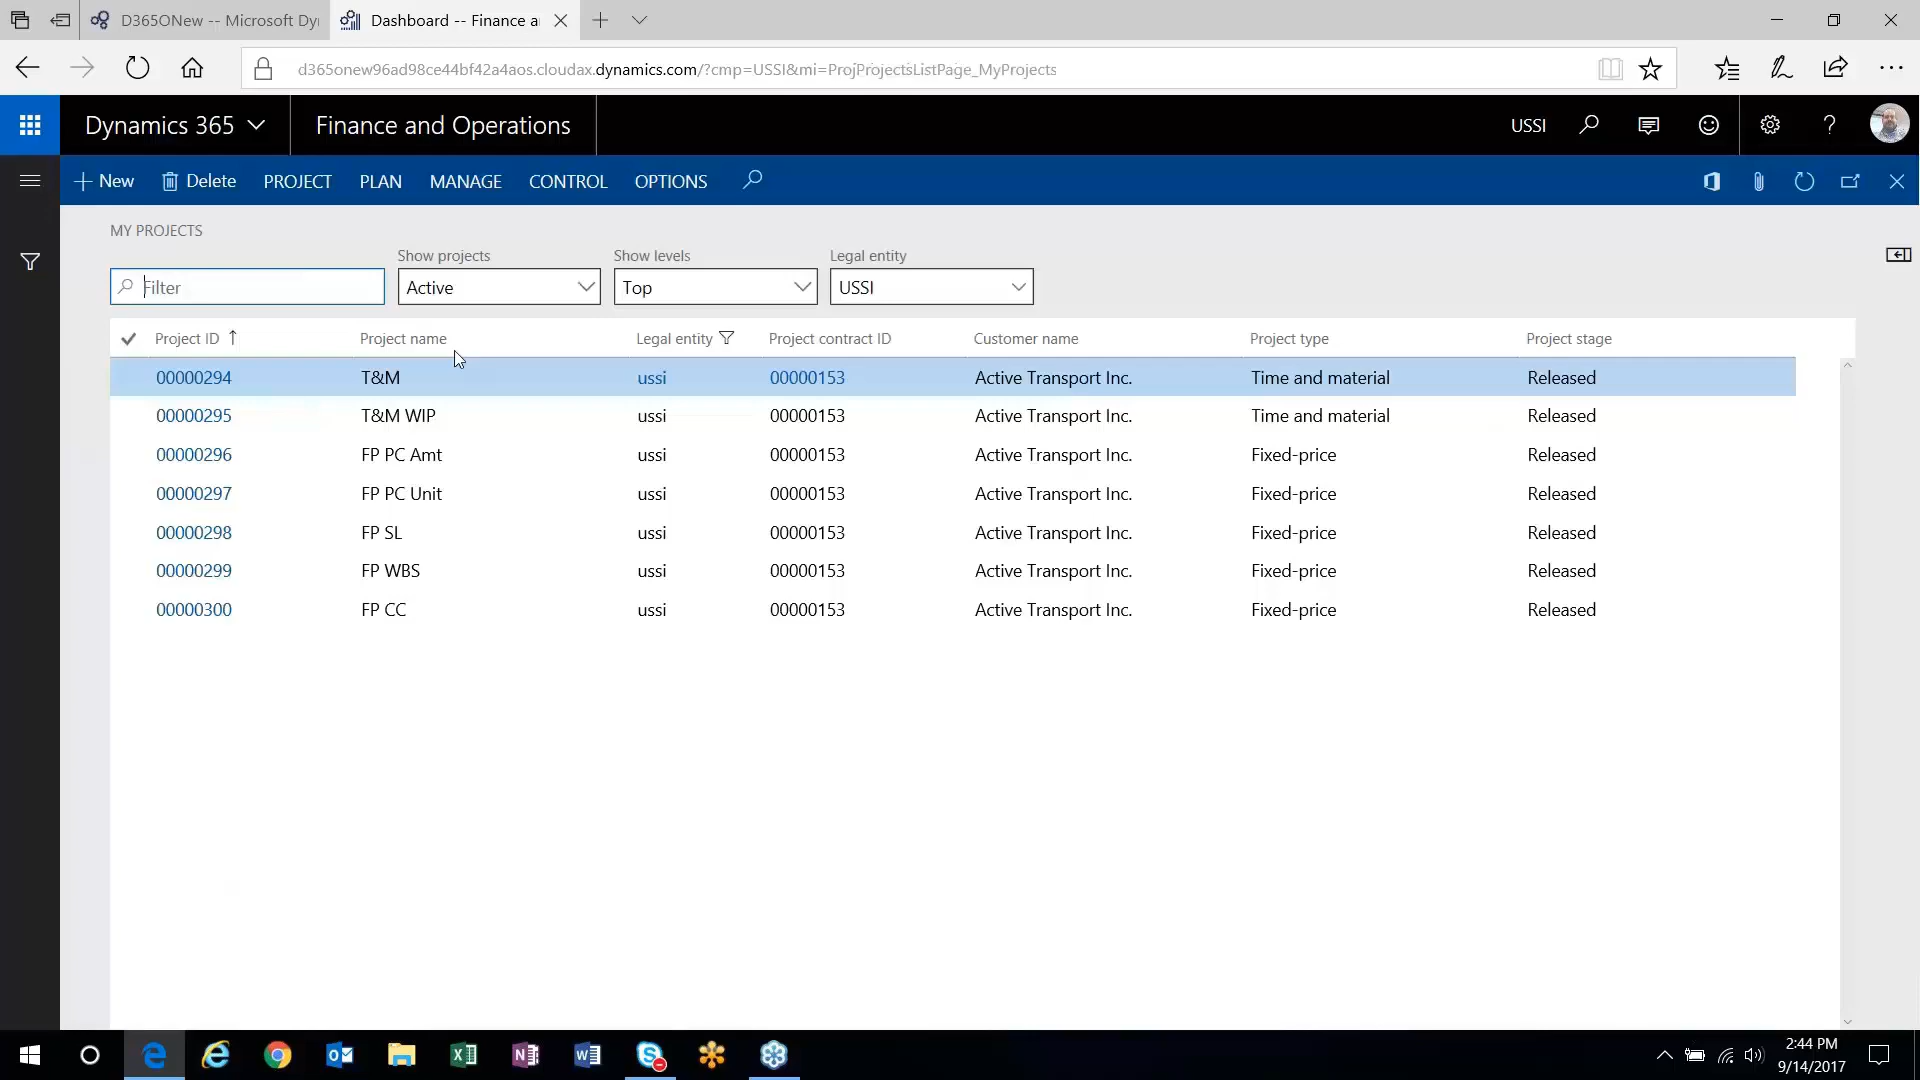 D365ONew -- Microsoft Dy
Dashboard -- Finance a
d365onew96ad98ce44bf42a4aos.cloudax.dynamics.com/?cmp=USSI&mi=ProjProjectsListPage_MyProjects
Dynamics 365 Finance and Operations USSI
New Delete PROJECT PLAN MANAGE CONTROL OPTIONS
MY PROJECTS
Show projects Show levels Legal entity
Filter Active Top USSI
Project ID Project name Legal entity Project contract ID Customer name Project type Project stage
00000294 T&M ussi 00000153 Active Transport Inc. Time and material Released
00000295 T&M WIP ussi 00000153 Active Transport Inc. Time and material Released
00000296 FP PC Amt ussi 00000153 Active Transport Inc. Fixed-price Released
00000297 FP PC Unit ussi 00000153 Active Transport Inc. Fixed-price Released
00000298 FP SL ussi 00000153 Active Transport Inc. Fixed-price Released
00000299 FP WBS ussi 00000153 Active Transport Inc. Fixed-price Released
00000300 FP CC ussi 00000153 Active Transport Inc. Fixed-price Released
2:44 PM
9/14/2017